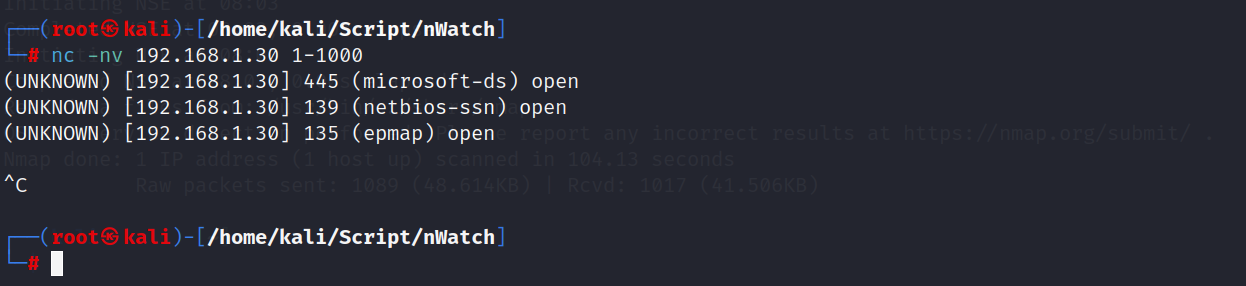 Initiating NSE at 08:03
┌──(root㉿kali)-[/home/kali/Script/nWatch]
└─# nc -nv 192.168.1.30 1-1000
(UNKNOWN) [192.168.1.30] 445 (microsoft-ds) open
(UNKNOWN) [192.168.1.30] 139 (netbios-ssn) open
(UNKNOWN) [192.168.1.30] 135 (epmap) open
e report any incorrect results at https://nmap.org/submit/ .
Nmap done: 1 IP address (1 host up) scanned in 104.13 seconds
^C
Raw packets sent: 1089 (48.614KB) | Rcvd: 1017 (41.506KB)
┌──(root㉿kali)-[/home/kali/Script/nWatch]
└─#